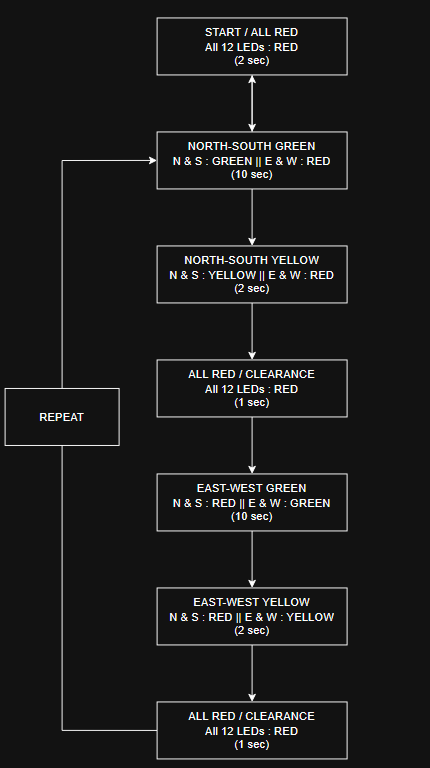 START / ALL RED
All 12 LEDs : RED
(2 sec)
NORTH-SOUTH GREEN
N & S : GREEN || E & W : RED
(10 sec)
NORTH-SOUTH YELLOW
N & S : YELLOW || E & W : RED
(2 sec)
ALL RED / CLEARANCE
All 12 LEDs : RED
(1 sec)
REPEAT
EAST-WEST GREEN
N & S : RED || E & W : GREEN
(10 sec)
EAST-WEST YELLOW
N & S : RED || E & W : YELLOW
(2 sec)
ALL RED / CLEARANCE
All 12 LEDs : RED
(1 sec)